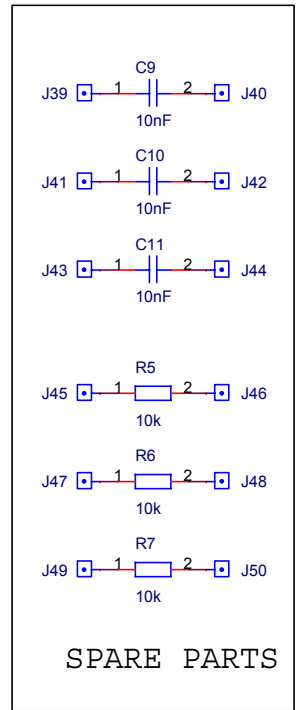 C9
J39 1 2 J40
10nF
C10
J41 1 2 J42
10nF
C11
J43 1 2 J44
10nF
R5
J45 1 2 J46
10k
R6
J47 1 2 J48
10k
R7
J49 1 2 J50
10k
SPARE PARTS